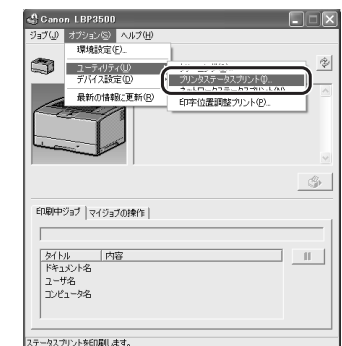 Canon LBP3500
ジョブ(J) オプション(S) ヘルプ(H)
環境設定(F)...
ユーティリティ(U)
デバイス設定(D)
最新の情報に更新(R)
プリンタステータスプリント(I)...
印字位置調整プリント(P)...
印刷中ジョブ マイジョブの操作
タイトル 内容
ドキュメント名
ユーザ名
コンピュータ名
ステータスプリントを印刷します。